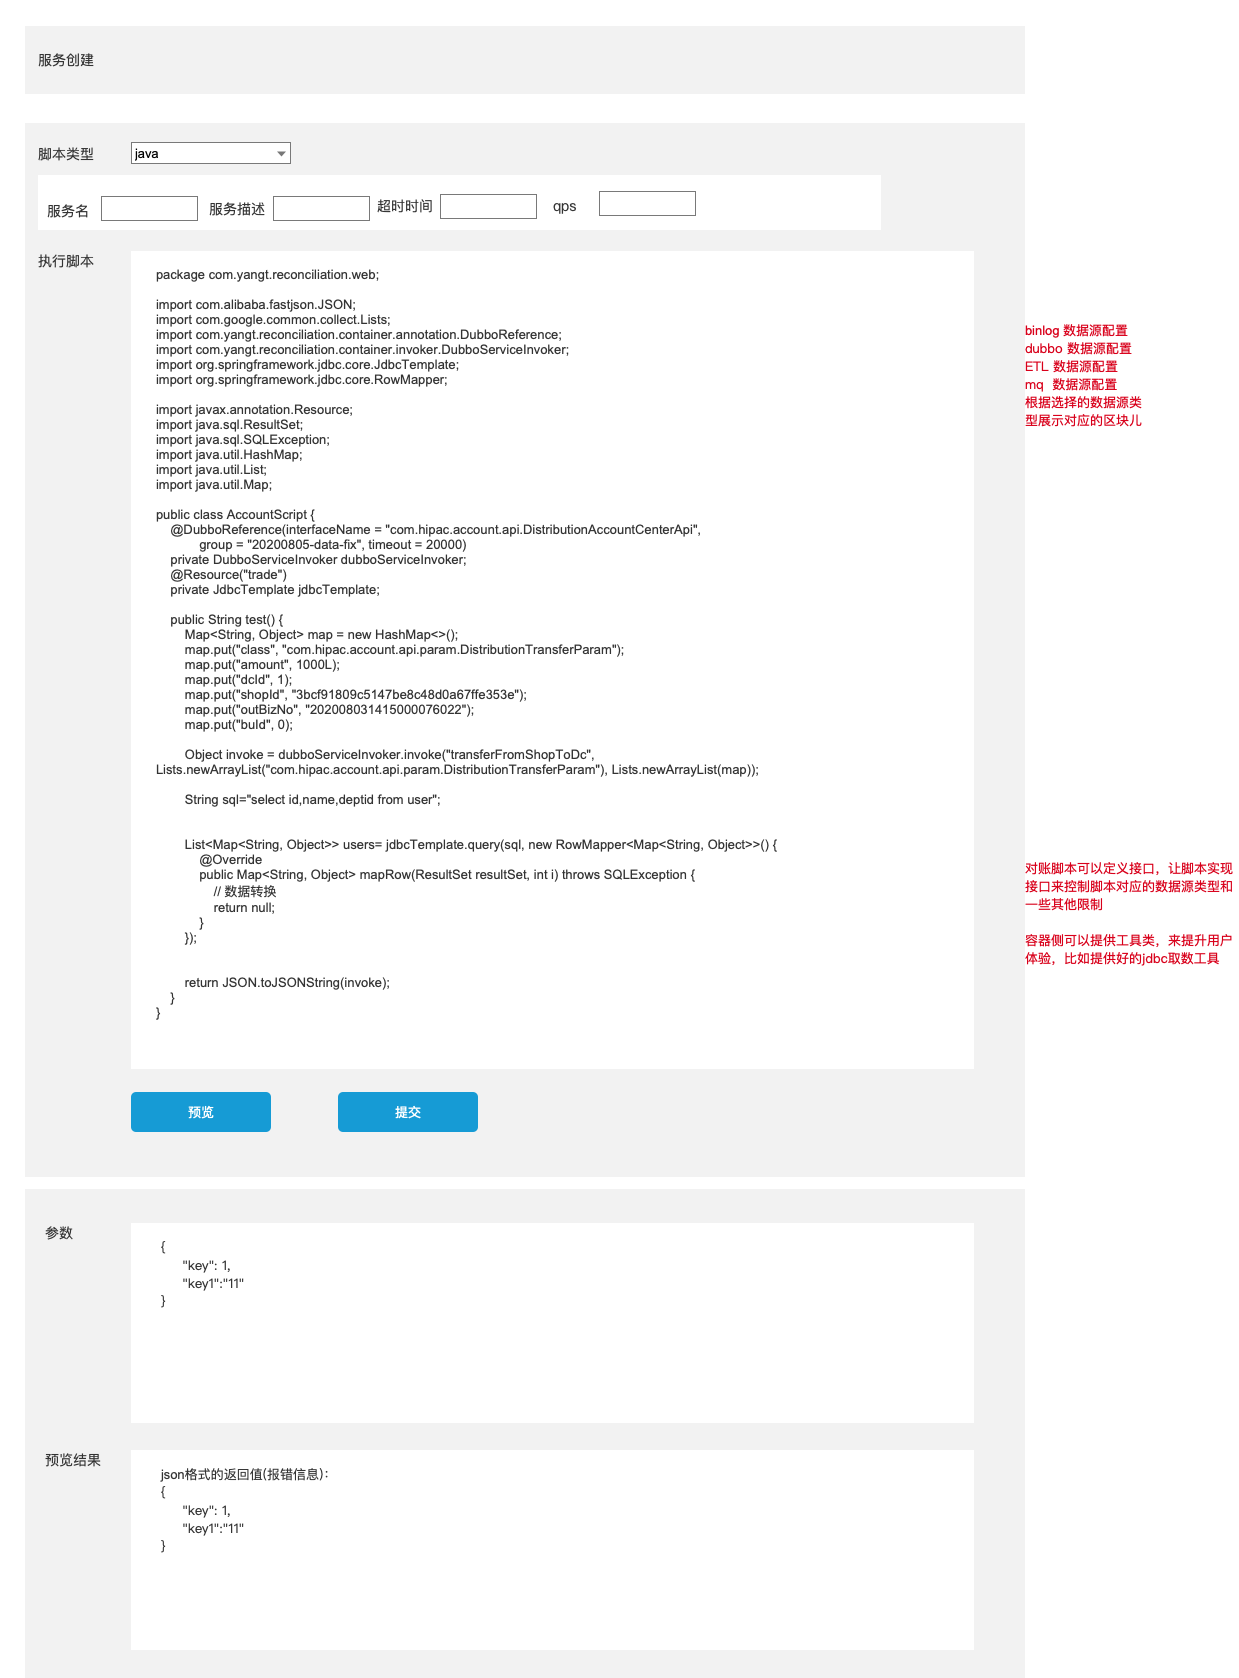 服务创建
脚本类型
java
服务名
服务描述
超时时间
qps
执行脚本
package com.yangt.reconciliation.web;
import com.alibaba.fastjson.JSON;
import com.google.common.collect.Lists;
import com.yangt.reconciliation.container.annotation.DubboReference;
import com.yangt.reconciliation.container.invoker.DubboServiceInvoker;
import org.springframework.jdbc.core.JdbcTemplate;
import org.springframework.jdbc.core.RowMapper;
import javax.annotation.Resource;
import java.sql.ResultSet;
import java.sql.SQLException;
import java.util.HashMap;
import java.util.List;
import java.util.Map;
public class AccountScript {
@DubboReference(interfaceName = "com.hipac.account.api.DistributionAccountCenterApi",
group = "20200805-data-fix", timeout = 20000)
private DubboServiceInvoker dubboServiceInvoker;
@Resource("trade")
private JdbcTemplate jdbcTemplate;
public String test() {
Map<String, Object> map = new HashMap<>();
map.put("class", "com.hipac.account.api.param.DistributionTransferParam");
map.put("amount", 1000L);
map.put("dcId", 1);
map.put("shopId", "3bcf91809c5147be8c48d0a67ffe353e");
map.put("outBizNo", "202008031415000076022");
map.put("buId", 0);
Object invoke = dubboServiceInvoker.invoke("transferFromShopToDc",
Lists.newArrayList("com.hipac.account.api.param.DistributionTransferParam"), Lists.newArrayList(map));
String sql="select id,name,deptid from user";
List<Map<String, Object>> users= jdbcTemplate.query(sql, new RowMapper<Map<String, Object>>() {
@Override
public Map<String, Object> mapRow(ResultSet resultSet, int i) throws SQLException {
// 数据转换
return null;
}
});
return JSON.toJSONString(invoke);
}
}
binlog 数据源配置
dubbo 数据源配置
ETL 数据源配置
mq 数据源配置
根据选择的数据源类
型展示对应的区块儿
对账脚本可以定义接口，让脚本实现
接口来控制脚本对应的数据源类型和
一些其他限制
容器侧可以提供工具类，来提升用户
体验，比如提供好的jdbc取数工具
预览
提交
参数
{
"key": 1,
"key1":"11"
}
预览结果
json格式的返回值(报错信息)：
{
"key": 1,
"key1":"11"
}